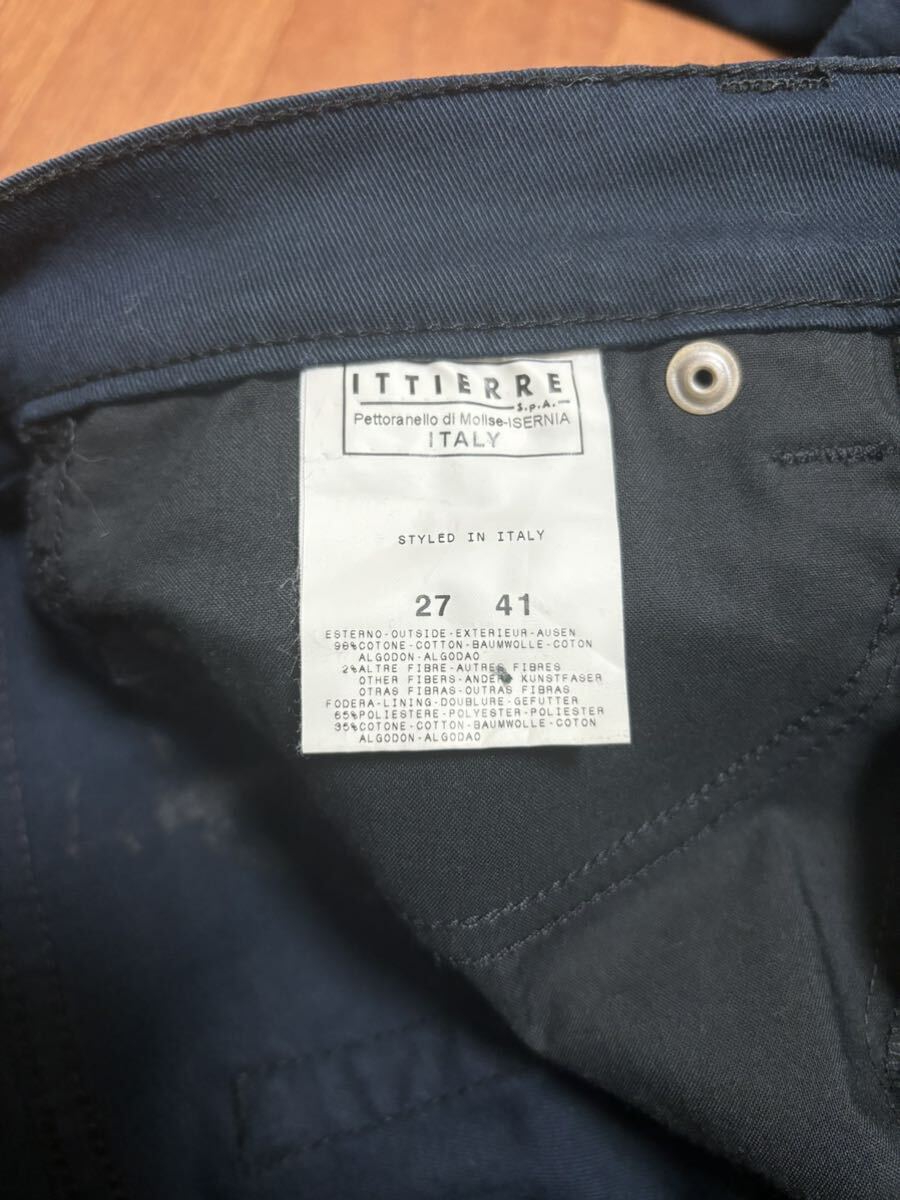 ITTIERRE
S.p.A.
Pettoranello di Molise-ISERNIA
ITALY
STYLED IN ITALY
27 41
ESTERNO-OUTSIDE-EXTERIEUR-AUSEN
98%COTONE-COTTON-BAUMWOLLE-COTON
ALGODON-ALGODAO
2%ALTRE FIBRE-AUTRES FIBRES
OTHER FIBERS-ANDER KUNSTFASER
OTRAS FIBRAS-OUTRAS FIBRAS
FODERA-LINING-DOUBLURE-GEFUTTER
65%POLIESTERE-POLYESTER-POLIESTER
35%COTONE-COTTON-BAUMWOLLE-COTON
ALGODON-ALGODAO